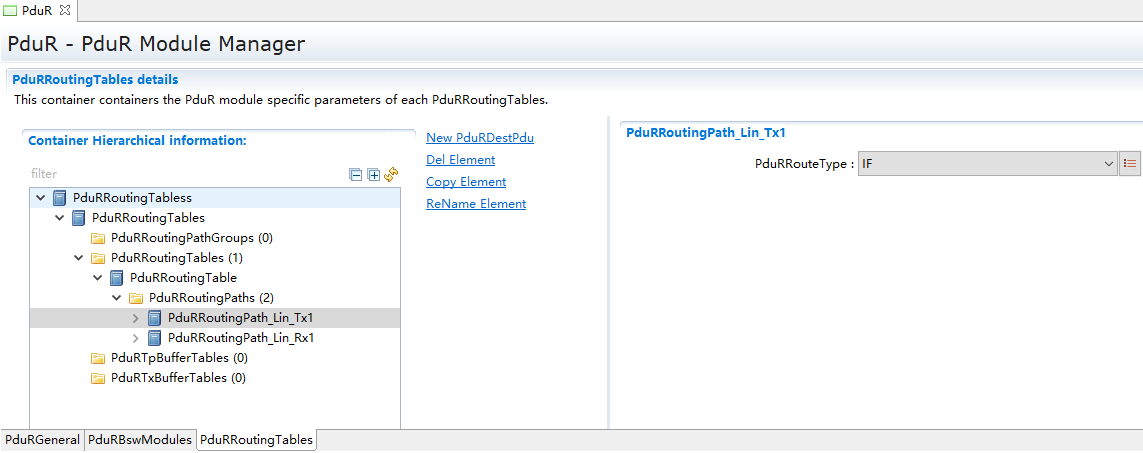 PduR
PduR - PduR Module Manager
PduRRoutingTables details
This container containers the PduR module specific parameters of each PduRRoutingTables.
Container Hierarchical information:
filter
PduRRoutingTabless
PduRRoutingTables
PduRRoutingPathGroups (0)
PduRRoutingTables (1)
PduRRoutingTable
PduRRoutingPaths (2)
PduRRoutingPath_Lin_Tx1
PduRRoutingPath_Lin_Rx1
PduRTpBufferTables (0)
PduRTxBufferTables (0)
New PduRDestPdu
Del Element
Copy Element
ReName Element
PduRRoutingPath_Lin_Tx1
PduRRouteType : IF
PduRGeneral PduRBswModules PduRRoutingTables